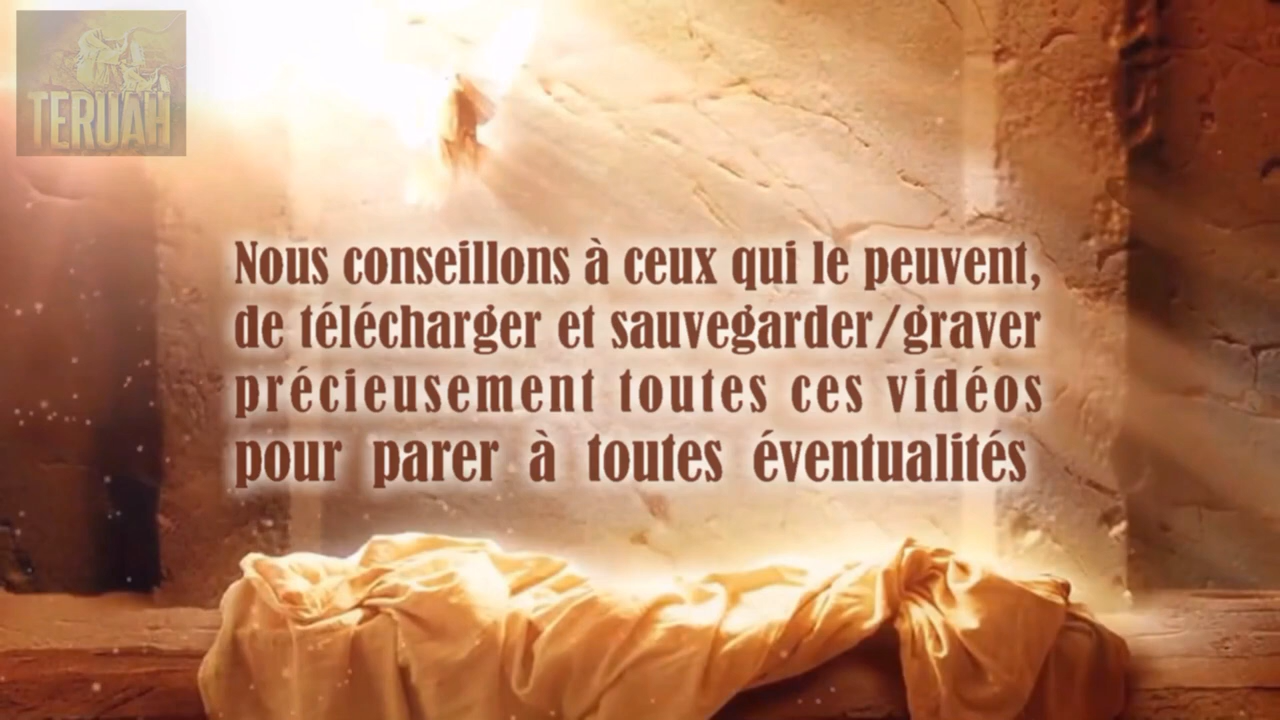 TERUAH
Nous conseillons à ceux qui le peuvent,
de télécharger et sauvegarder/graver
précieusement toutes ces vidéos
pour parer à toutes éventualités